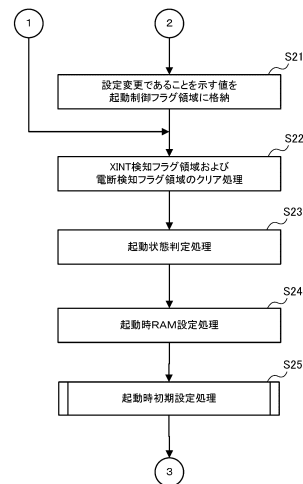 1
2
S21
設定変更であることを示す値を
起動制御フラグ領域に格納
S22
XINT検知フラグ領域および
電断検知フラグ領域のクリア処理
S23
起動状態判定処理
S24
起動時RAM設定処理
S25
起動時初期設定処理
3